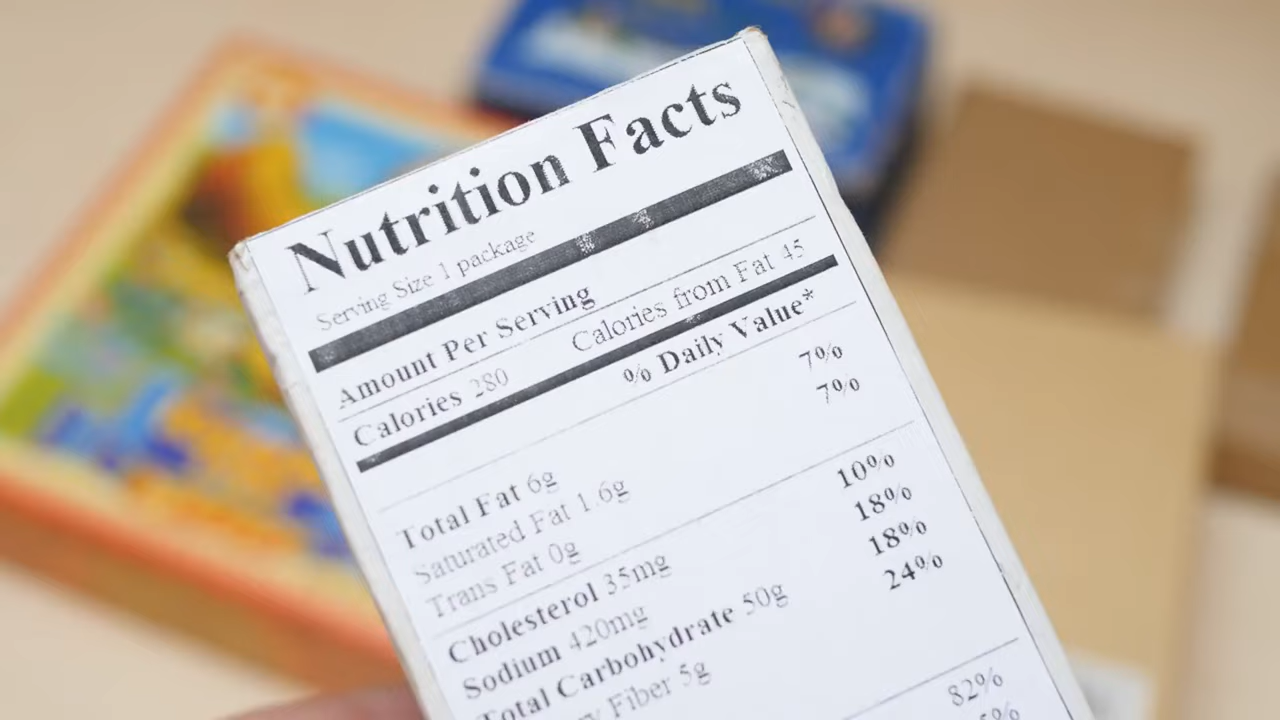 Nutrition Facts
Serving Size 1 package
Amount Per Serving
Calories 280 Calories from Fat 45
% Daily Value*
Total Fat 6g 7%
Saturated Fat 1.6g 7%
Trans Fat 0g
Cholesterol 35mg 10%
Sodium 420mg 18%
Total Carbohydrate 50g 18%
Fiber 5g 24%
82%